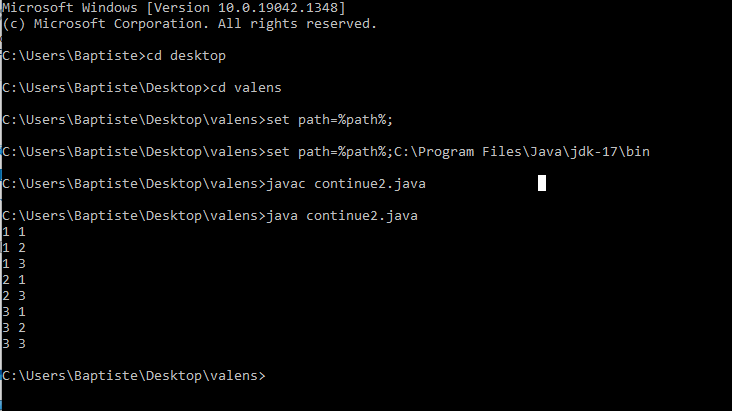 Microsoft Windows [Version 10.0.19042.1348]
(c) Microsoft Corporation. All rights reserved.
C:\Users\Baptiste>cd desktop
C:\Users\Baptiste\Desktop>cd valens
C:\Users\Baptiste\Desktop\valens>set path=%path%;
C:\Users\Baptiste\Desktop\valens>set path=%path%;C:\Program Files\Java\jdk-17\bin
C:\Users\Baptiste\Desktop\valens>javac continue2.java
C:\Users\Baptiste\Desktop\valens>java continue2.java
1 1
1 2
1 3
2 1
2 3
3 1
3 2
3 3
C:\Users\Baptiste\Desktop\valens>